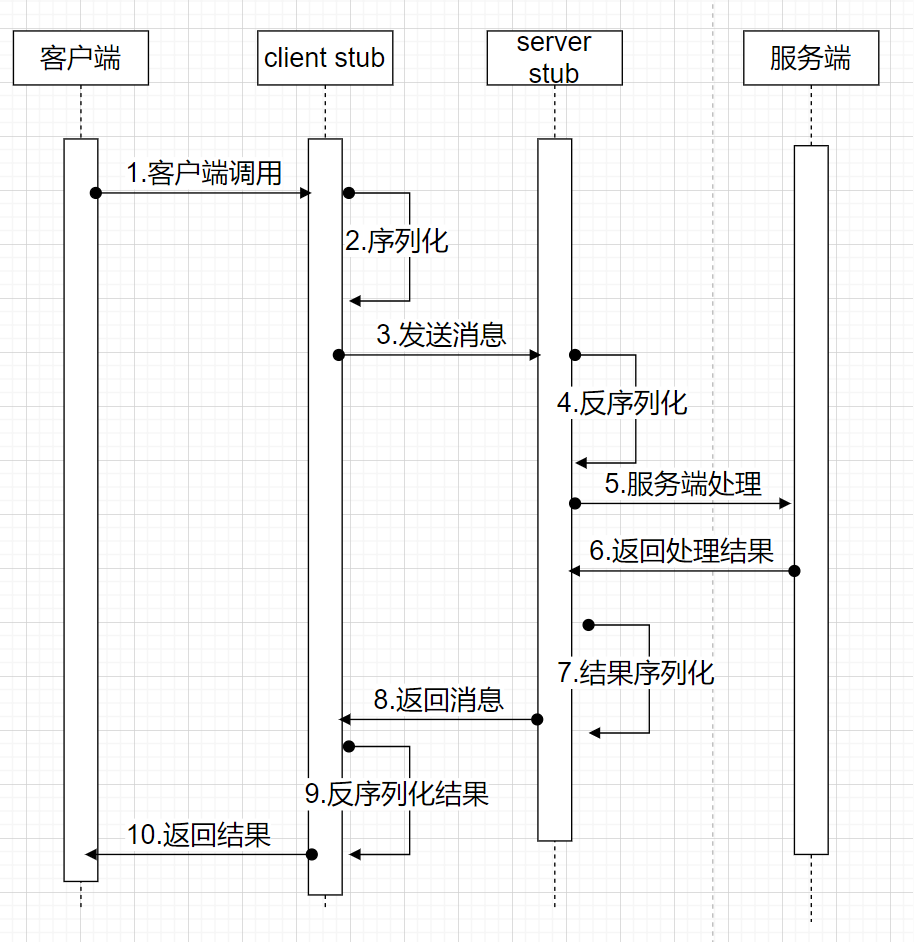 客户端
client stub
server
stub
服务端
1.客户端调用
2.序列化
3.发送消息
4.反序列化
5.服务端处理
6.返回处理结果
7.结果序列化
8.返回消息
9.反序列化结果
10.返回结果